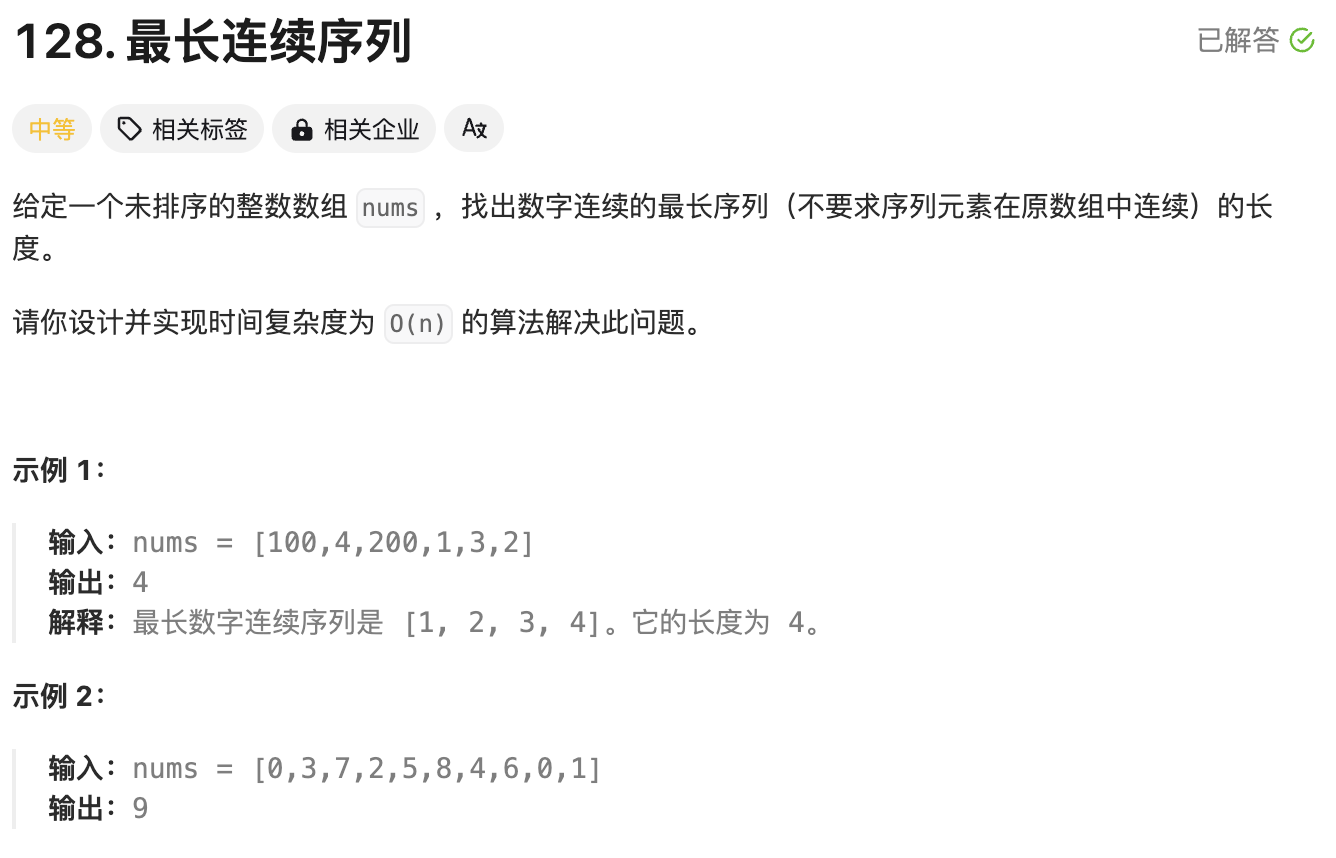 128. 最长连续序列
已解答
中等
相关标签
相关企业
A文
给定一个未排序的整数数组 nums ，找出数字连续的最长序列（不要求序列元素在原数组中连续）的长
度。
请你设计并实现时间复杂度为 O(n) 的算法解决此问题。
示例 1：
输入：nums = [100,4,200,1,3,2]
输出：4
解释：最长数字连续序列是 [1, 2, 3, 4]。它的长度为 4。
示例 2：
输入：nums = [0,3,7,2,5,8,4,6,0,1]
输出：9